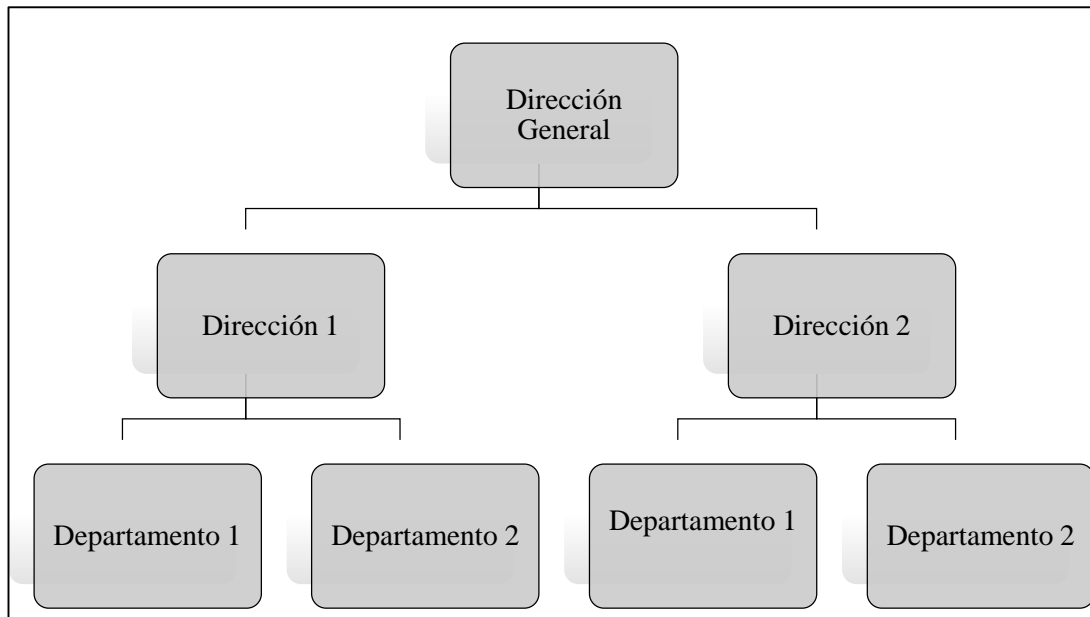 Dirección
General
Dirección 1
Dirección 2
Departamento 1
Departamento 2
Departamento 1
Departamento 2